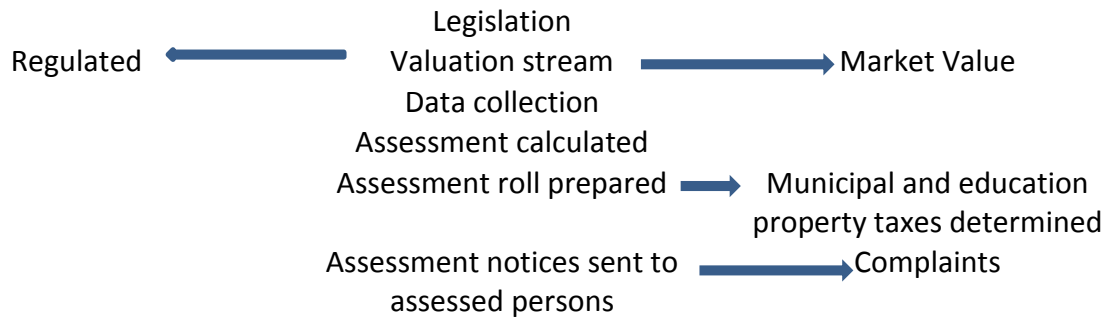 Legislation
Regulated Valuation stream Market Value
Data collection
Assessment calculated
Assessment roll prepared Municipal and education
property taxes determined
Assessment notices sent to Complaints
assessed persons